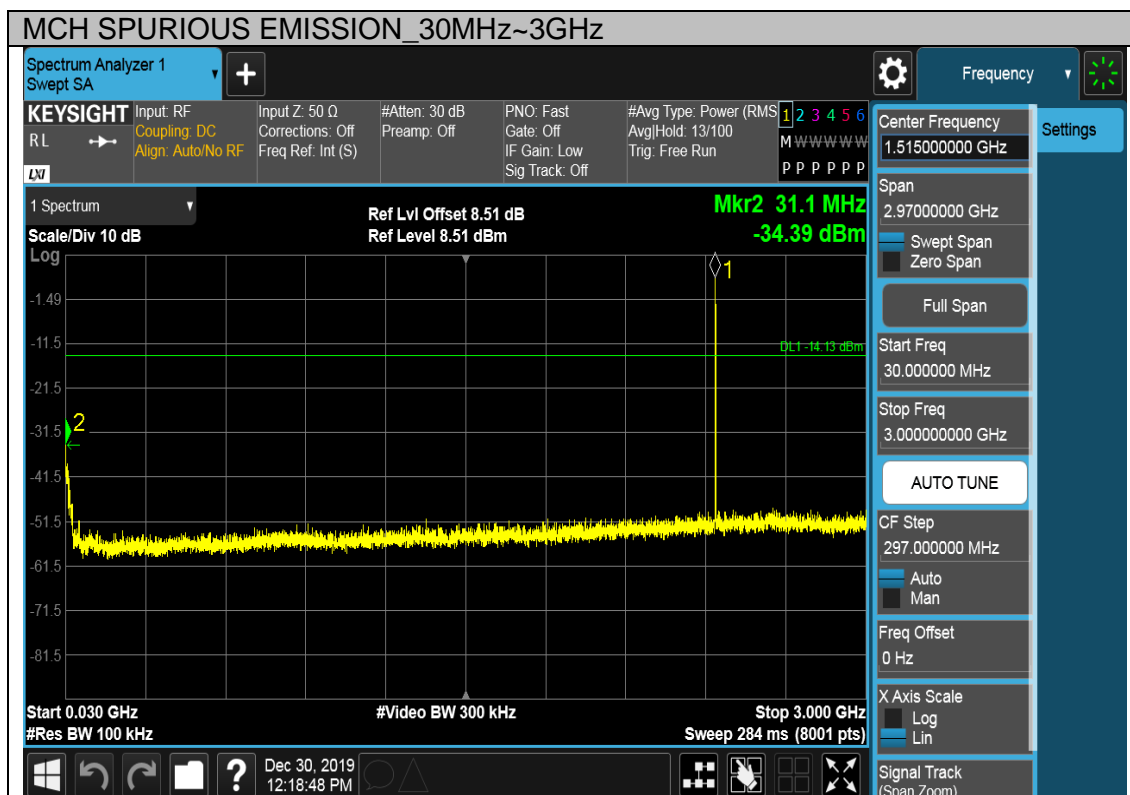 MCH SPURIOUS EMISSION_30MHz~3GHz
Spectrum Analyzer 1
Swept SA
+
Frequency
KEYSIGHT
RL
LXI
Input: RF
Coupling: DC
Align: Auto/No RF
Input Z: 50 Ω
Corrections: Off
Freq Ref: Int (S)
#Atten: 30 dB
Preamp: Off
PNO: Fast
Gate: Off
IF Gain: Low
Sig Track: Off
#Avg Type: Power (RMS
Avg|Hold: 13/100
Trig: Free Run
1 2 3 4 5 6
M W W W W W
P P P P P P
1 Spectrum
Scale/Div 10 dB
Ref Lvl Offset 8.51 dB
Ref Level 8.51 dBm
Mkr2 31.1 MHz
-34.39 dBm
Log
1
-1.49
-11.5
DL1 -14.13 dBm
-21.5
2
-31.5
-41.5
-51.5
-61.5
-71.5
-81.5
Start 0.030 GHz
#Video BW 300 kHz
Stop 3.000 GHz
#Res BW 100 kHz
Sweep 284 ms (8001 pts)
?
Dec 30, 2019
12:18:48 PM
Center Frequency
1.515000000 GHz
Settings
Span
2.97000000 GHz
Swept Span
Zero Span
Full Span
Start Freq
30.000000 MHz
Stop Freq
3.000000000 GHz
AUTO TUNE
CF Step
297.000000 MHz
Auto
Man
Freq Offset
0 Hz
X Axis Scale
Log
Lin
Signal Track
(Span Zoom)